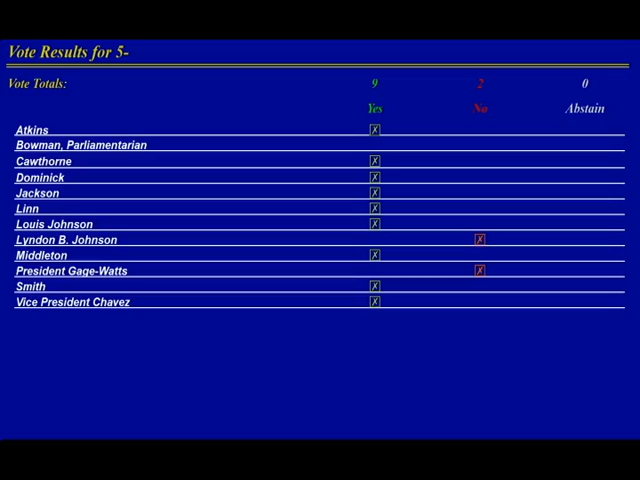 Vote Results for 5-
Vote Totals: 9 2 0
Yes No Abstain
Atkins
Bowman, Parliamentarian
Cawthorne
Dominick
Jackson
Linn
Louis Johnson
Lyndon B. Johnson
Middleton
President Gage-Watts
Smith
Vice President Chavez